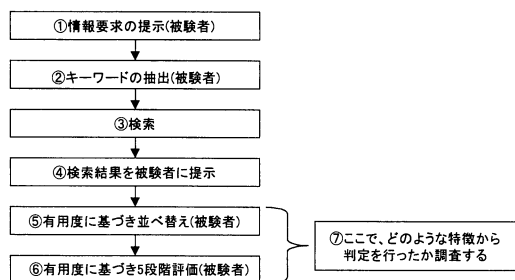 ①情報要求の提示(被験者)
②キーワードの抽出(被験者)
③検索
④検索結果を被験者に提示
⑤有用度に基づき並べ替え(被験者)
⑥有用度に基づき5段階評価(被験者)
⑦ここで、どのような特徴から
判定を行ったか調査する